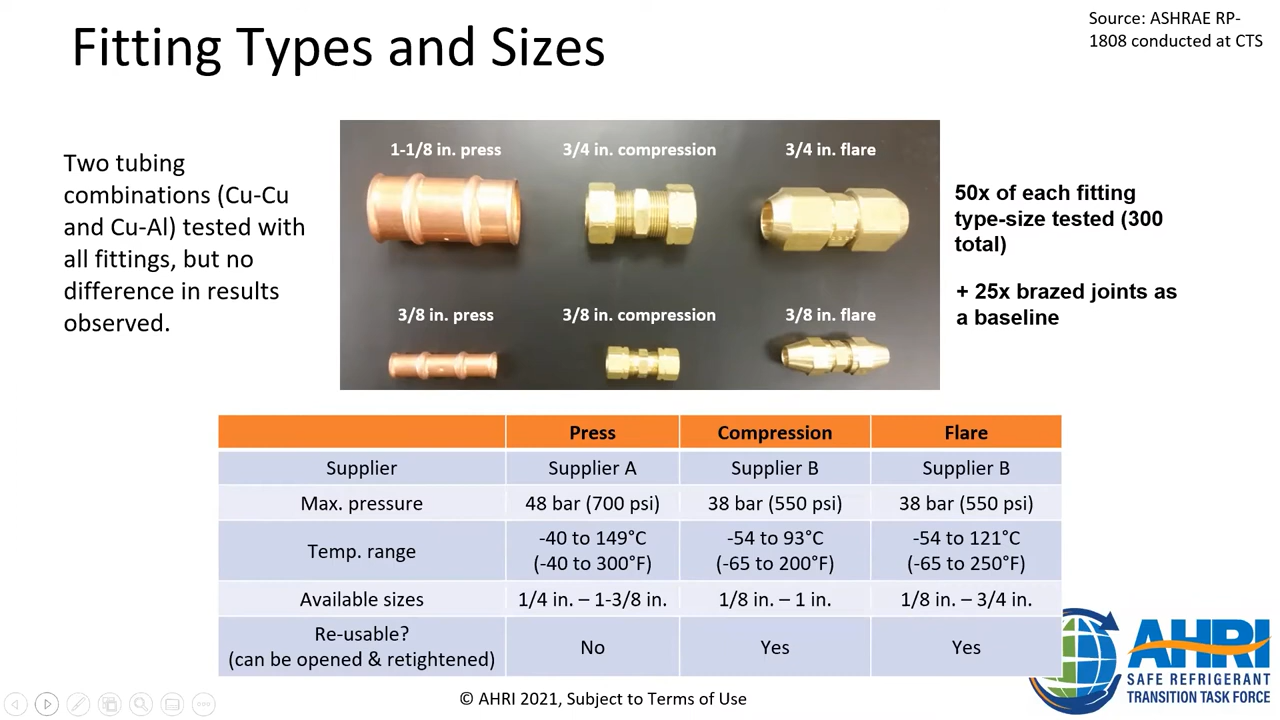 Fitting Types and Sizes
Source: ASHRAE RP-
1808 conducted at CTS
Two tubing
combinations (Cu-Cu
and Cu-Al) tested with
all fittings, but no
difference in results
observed.
1-1/8 in. press 3/4 in. compression 3/4 in. flare
3/8 in. press 3/8 in. compression 3/8 in. flare
50x of each fitting
type-size tested (300
total)
+ 25x brazed joints as
a baseline
Press Compression Flare
Supplier Supplier A Supplier B Supplier B
Max. pressure 48 bar (700 psi) 38 bar (550 psi) 38 bar (550 psi)
Temp. range -40 to 149°C (-40 to 300°F) -54 to 93°C (-65 to 200°F) -54 to 121°C (-65 to 250°F)
Available sizes 1/4 in. – 1-3/8 in. 1/8 in. – 1 in. 1/8 in. – 3/4 in.
Re-usable? (can be opened & retightened) No Yes Yes
© AHRI 2021, Subject to Terms of Use
AHRI
SAFE REFRIGERANT
TRANSITION TASK FORCE